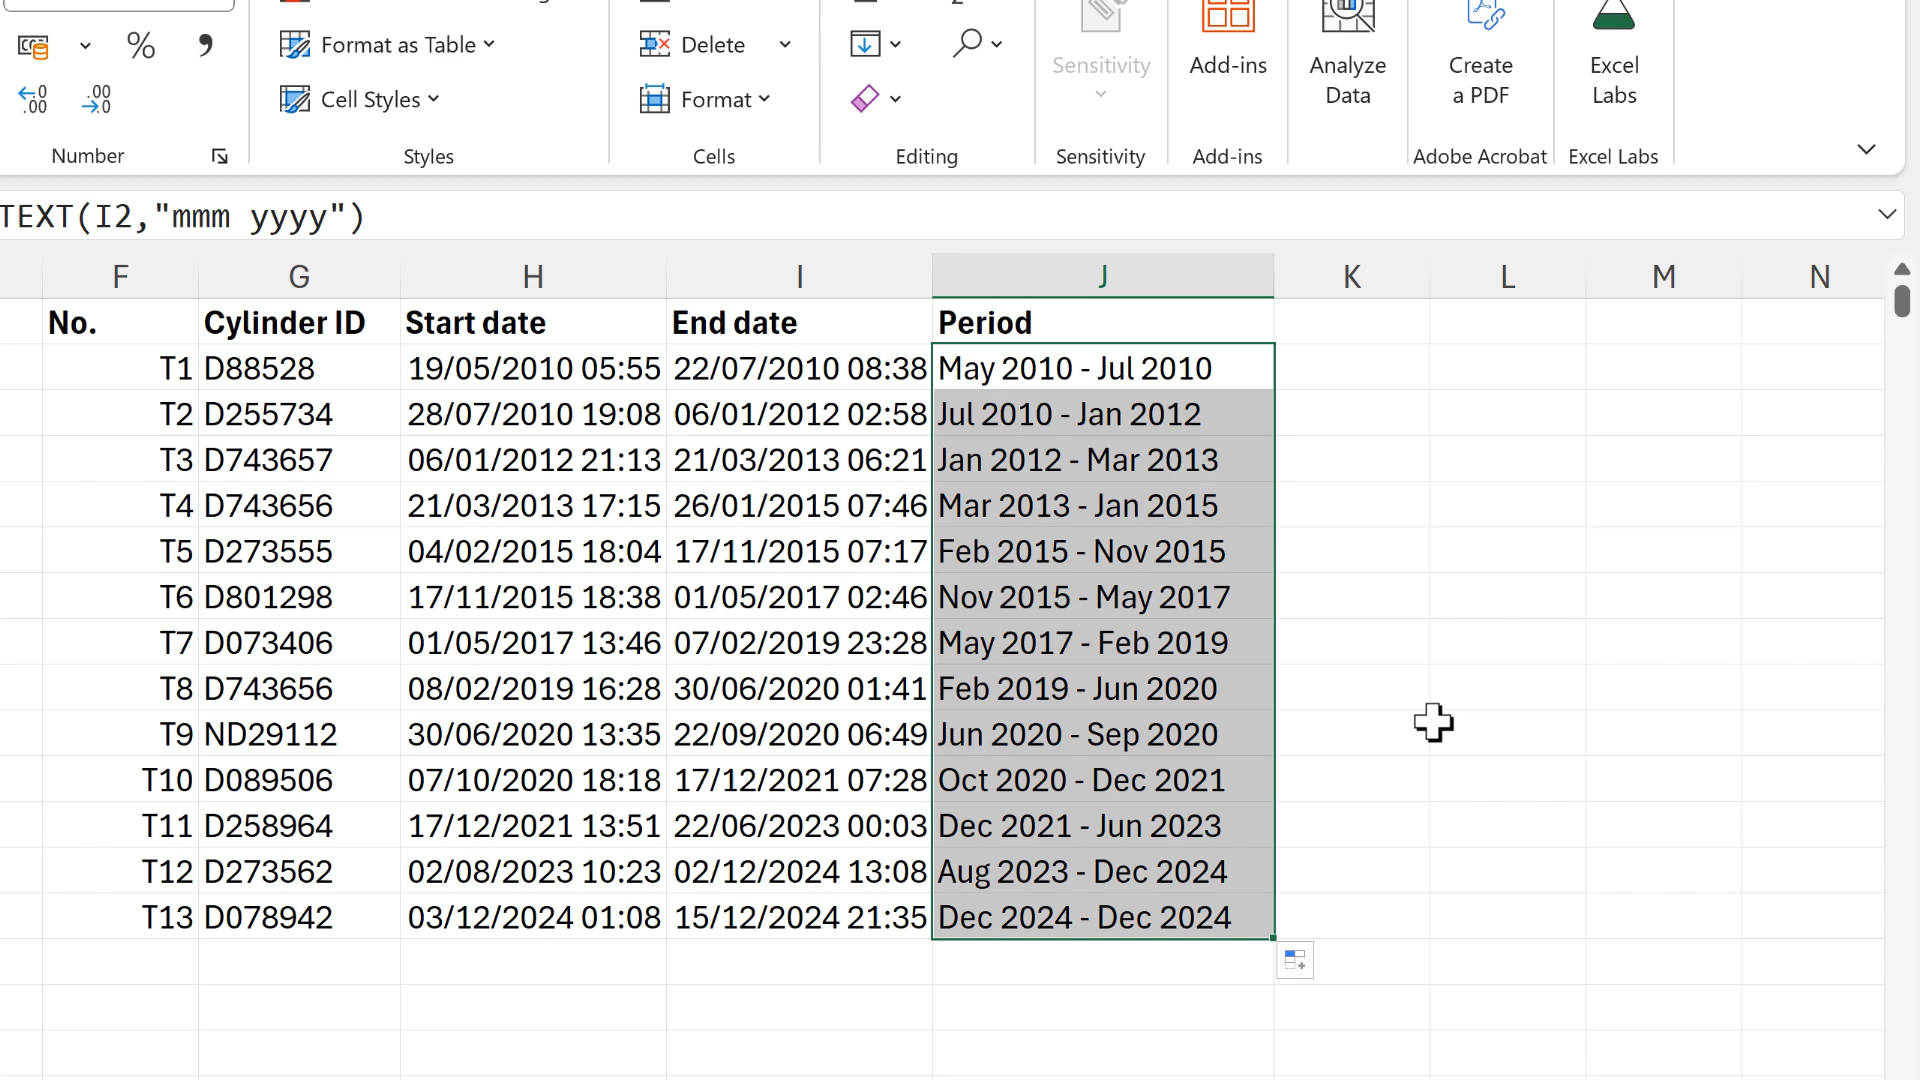 Format as Table
Delete
Cell Styles
Format
Sensitivity
Add-ins
Analyze
Data
Create
a PDF
Excel
Labs
Number
Styles
Cells
Editing
Sensitivity
Add-ins
Adobe Acrobat
Excel Labs
TEXT(I2,"mmm yyyy")
F G H I J K L M N
No. Cylinder ID Start date End date Period
T1 D88528 19/05/2010 05:55 22/07/2010 08:38 May 2010 - Jul 2010
T2 D255734 28/07/2010 19:08 06/01/2012 02:58 Jul 2010 - Jan 2012
T3 D743657 06/01/2012 21:13 21/03/2013 06:21 Jan 2012 - Mar 2013
T4 D743656 21/03/2013 17:15 26/01/2015 07:46 Mar 2013 - Jan 2015
T5 D273555 04/02/2015 18:04 17/11/2015 07:17 Feb 2015 - Nov 2015
T6 D801298 17/11/2015 18:38 01/05/2017 02:46 Nov 2015 - May 2017
T7 D073406 01/05/2017 13:46 07/02/2019 23:28 May 2017 - Feb 2019
T8 D743656 08/02/2019 16:28 30/06/2020 01:41 Feb 2019 - Jun 2020
T9 ND29112 30/06/2020 13:35 22/09/2020 06:49 Jun 2020 - Sep 2020
T10 D089506 07/10/2020 18:18 17/12/2021 07:28 Oct 2020 - Dec 2021
T11 D258964 17/12/2021 13:51 22/06/2023 00:03 Dec 2021 - Jun 2023
T12 D273562 02/08/2023 10:23 02/12/2024 13:08 Aug 2023 - Dec 2024
T13 D078942 03/12/2024 01:08 15/12/2024 21:35 Dec 2024 - Dec 2024